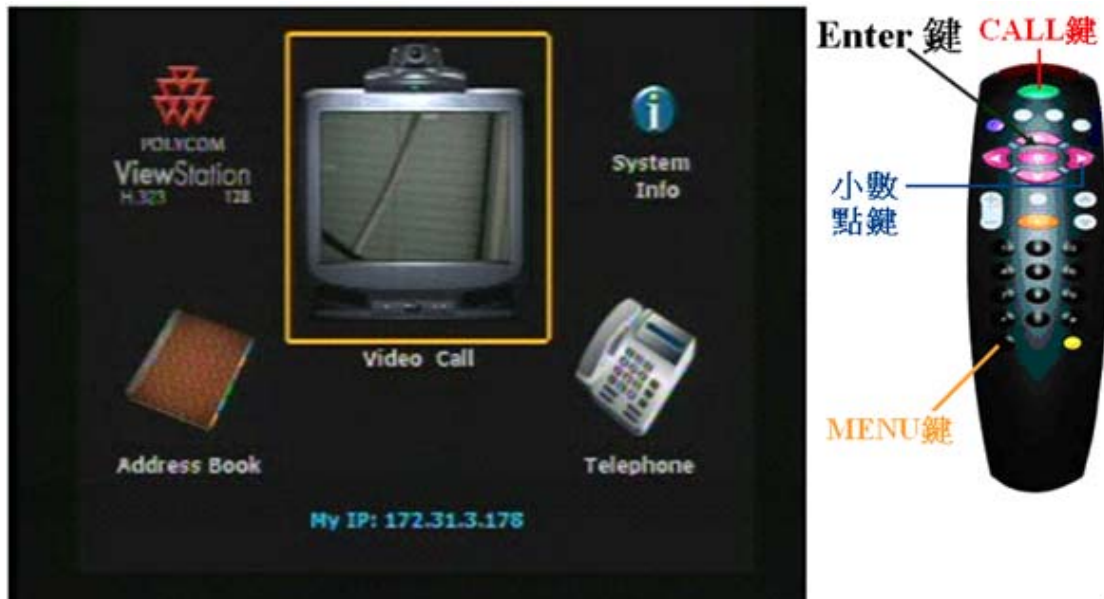 POLYCOM
ViewStation
H.323 128
System
Info
Video Call
Address Book
Telephone
My IP: 172.31.3.178
Enter 鍵
CALL鍵
小數
點鍵
MENU鍵